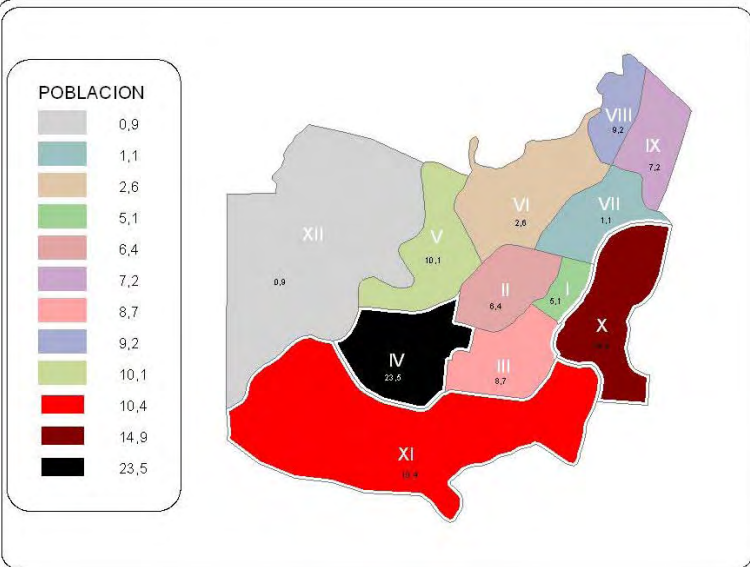 POBLACION
0,9
1,1
2,6
5,1
6,4
7,2
8,7
9,2
10,1
10,4
14,9
23,5
VIII
9,2
IX
7,2
VI
2,6
VII
1,1
XII
0,9
V
10,1
II
6,4
I
5,1
X
IV
23,5
III
8,7
XI
10,4